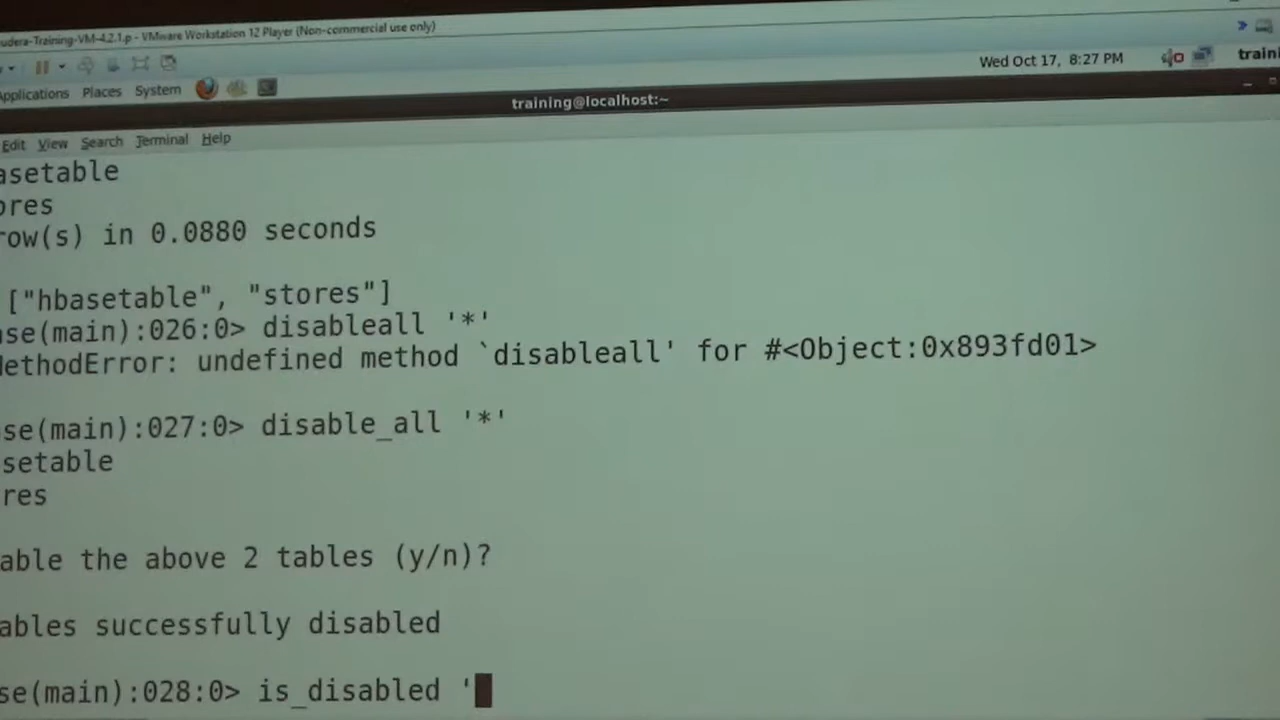 udera-Training-VM-4.2.1.p - VMware Workstation 12 Player (Non-commercial use only)
Wed Oct 17, 8:27 PM traini
Applications Places System
training@localhost:~
Edit View Search Terminal Help
asetable
ores
row(s) in 0.0880 seconds
["hbasetable", "stores"]
ase(main):026:0> disableall '*'
MethodError: undefined method `disableall' for #<Object:0x893fd01>
se(main):027:0> disable_all '*'
setable
res
able the above 2 tables (y/n)?
ables successfully disabled
se(main):028:0> is_disabled '